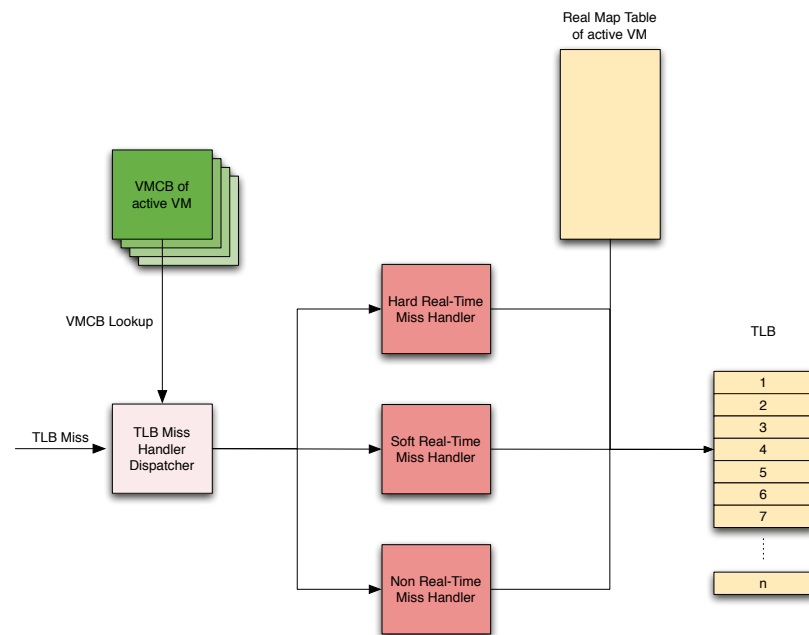 Real Map Table
of active VM
VMCB of
active VM
VMCB Lookup
Hard Real-Time
Miss Handler
TLB
TLB Miss
TLB Miss
Handler
Dispatcher
Soft Real-Time
Miss Handler
Non Real-Time
Miss Handler
1
2
3
4
5
6
7
n